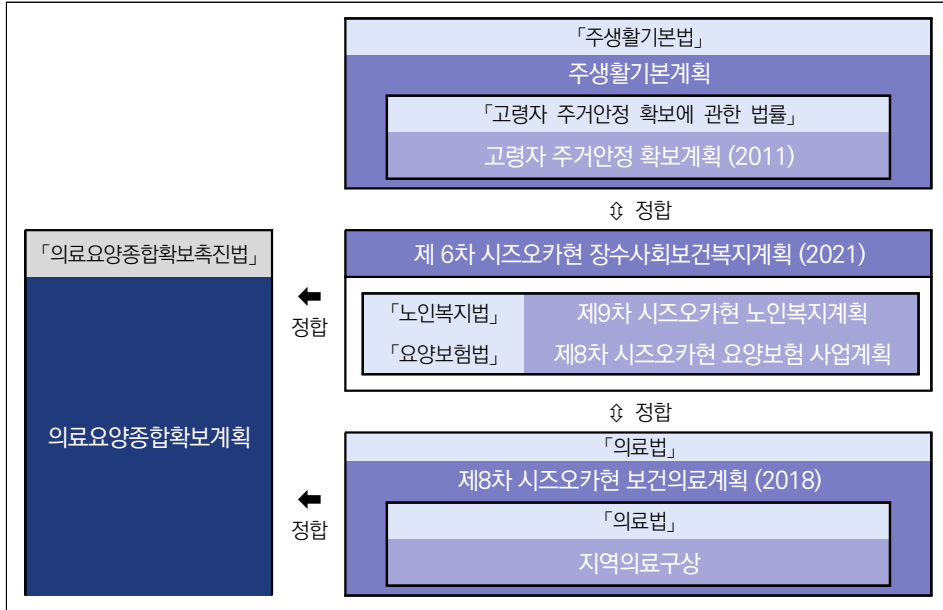 「주생활기본법」
주생활기본계획
「고령자 주거안정 확보에 관한 법률」
고령자 주거안정 확보계획 (2011)
⇳ 정합
「의료요양종합확보촉진법」
의료요양종합확보계획
⬅
정합
제 6차 시즈오카현 장수사회보건복지계획 (2021)
「노인복지법」 제9차 시즈오카현 노인복지계획
「요양보험법」 제8차 시즈오카현 요양보험 사업계획
⇳ 정합
⬅
정합
「의료법」
제8차 시즈오카현 보건의료계획 (2018)
「의료법」
지역의료구상